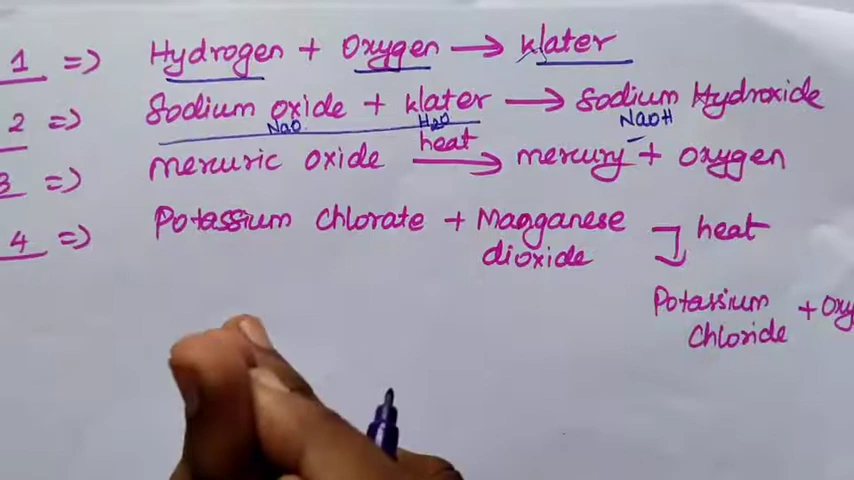 1 => Hydrogen + Oxygen → Water
2 => Sodium oxide + Water → Sodium Hydroxide
NaO H2O NaOH
3 => mercuric oxide heat → mercury + oxygen
4 => Potassium Chlorate + Manganese dioxide heat
Potassium Chloride + Oxy